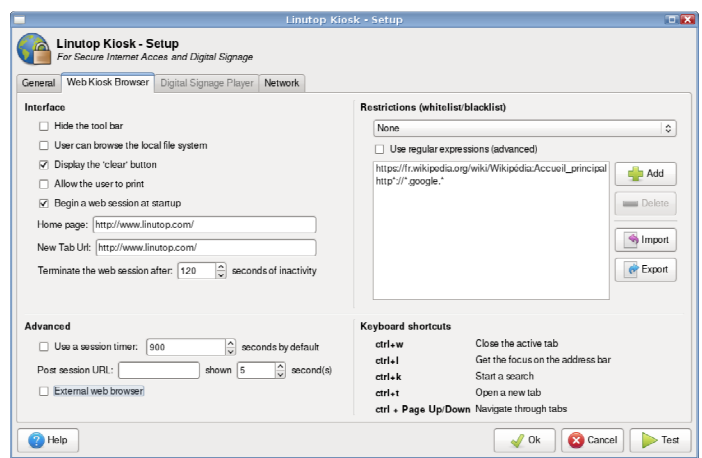 Linutop Kiosk - Setup
Linutop Kiosk - Setup
For Secure Internet Acces and Digital Signage
General Web Kiosk Browser Digital Signage Player Network
Interface
Hide the tool bar
User can browse the local file system
Display the 'clear' button
Allow the user to print
Begin a web session at startup
Home page: http://www.linutop.com/
New Tab Url: http://www.linutop.com/
Terminate the web session after: 120 seconds of inactivity
Restrictions (whitelist/blacklist)
None
Use regular expressions (advanced)
https://fr.wikipedia.org/wiki/Wikipédia:Accueil_principal
http*://*.google.*
Add
Delete
Import
Export
Advanced
Use a session timer: 900 seconds by default
Post session URL: shown 5 second(s)
External web browser
Keyboard shortcuts
ctrl+w Close the active tab
ctrl+l Get the focus on the address bar
ctrl+k Start a search
ctrl+t Open a new tab
ctrl + Page Up/Down Navigate through tabs
Help
Ok
Cancel
Test